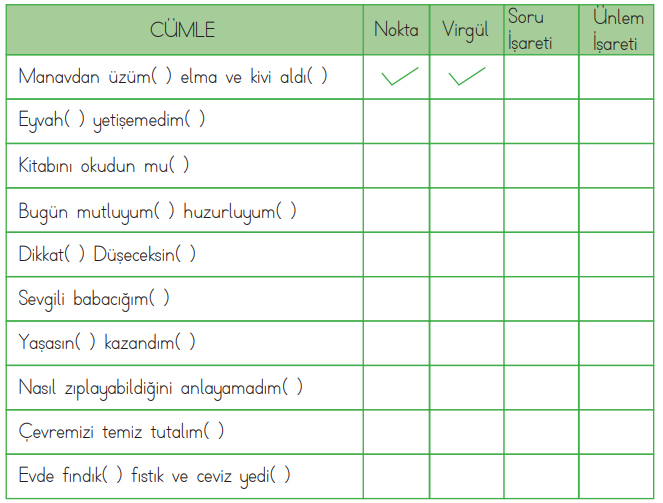 CÜMLE Nokta Virgül Soru İşareti Ünlem İşareti
Manavdan üzüm( ) elma ve kivi aldı( )
Eyvah( ) yetişemedim( )
Kitabını okudun mu( )
Bugün mutluyum( ) huzurluyum( )
Dikkat( ) Düşeceksin( )
Sevgili babacığım( )
Yaşasın( ) kazandım( )
Nasıl zıplayabildiğini anlayamadım( )
Çevremizi temiz tutalım( )
Evde fındık( ) fıstık ve ceviz yedi( )